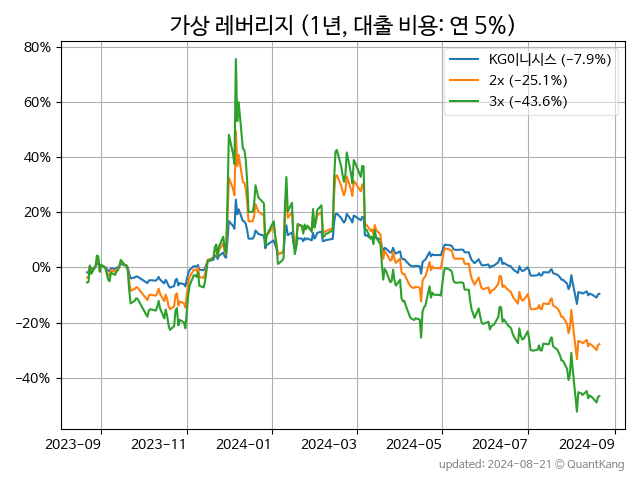 가상 레버리지 (1년, 대출 비용: 연 5%)
KG이니시스 (−7.9%)
2x (−25.1%)
3x (−43.6%)
80%
60%
40%
20%
0%
−20%
−40%
2023-09
2023-11
2024-01
2024-03
2024-05
2024-07
2024-09
updated: 2024-08-21 © QuantKang